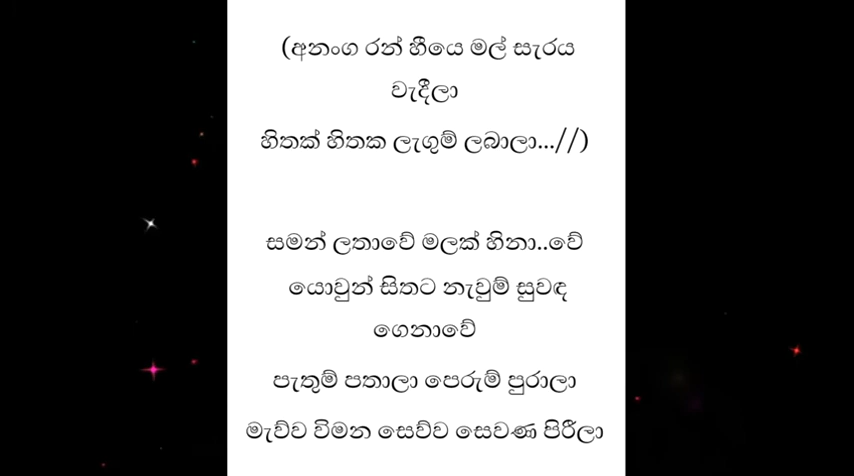 (අනංග රන් හීයෙ මල් සැරය
වැදීලා
හිතක් හිතක ලැගුම් ලබාලා...//)
සමන් ලතාවේ මලක් හිනා..වේ
යොවුන් සිතට නැවුම් සුවඳ
ගෙනාවේ
පැතුම් පතාලා පෙරුම් පුරාලා
මැව්ව විමන සෙව්ව සෙවණ පිරීලා